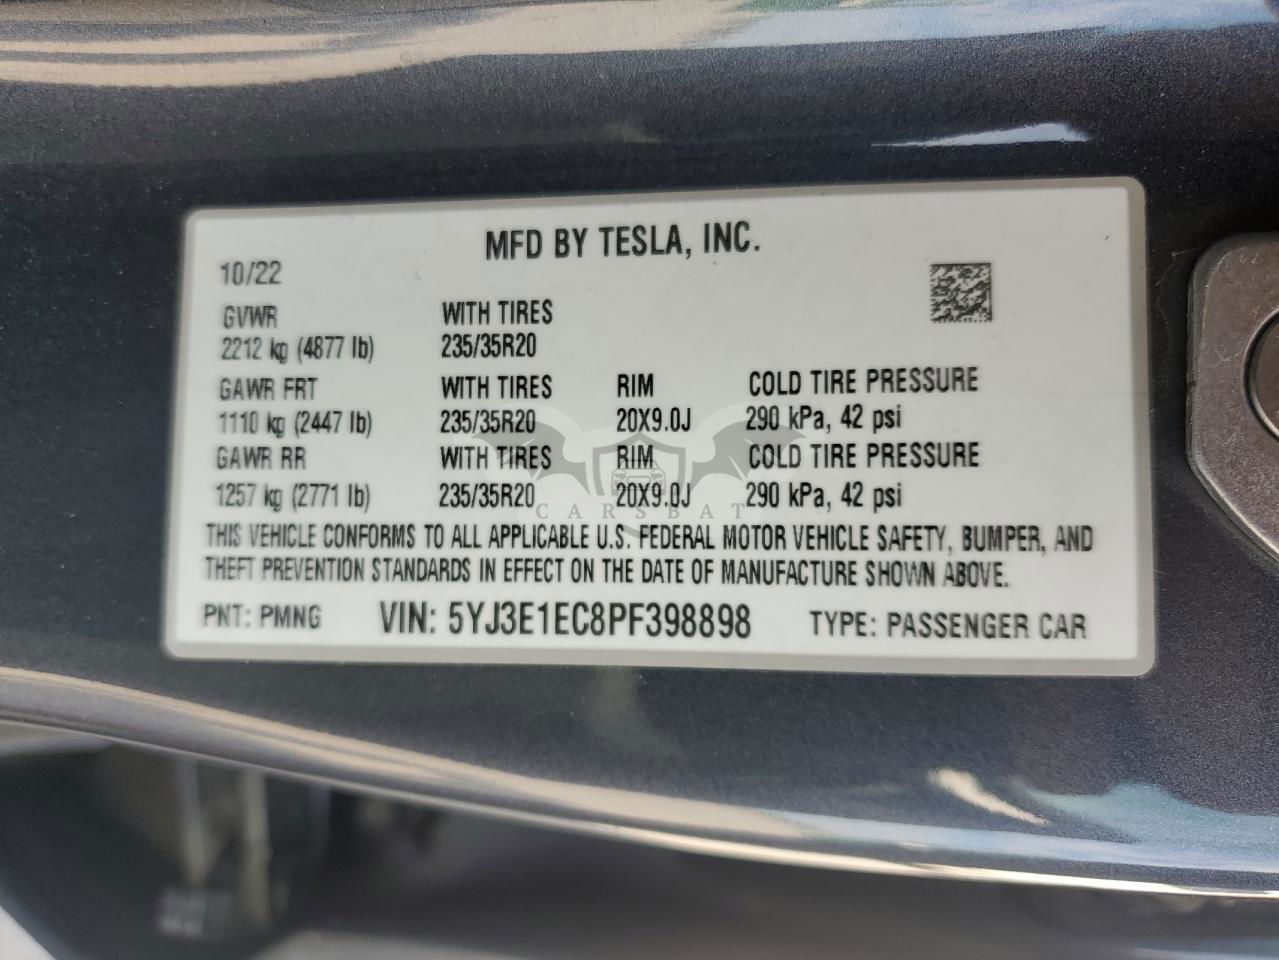 MFD BY TESLA, INC.
10/22
GVWR WITH TIRES
2212 kg (4877 lb) 235/35R20
GAWR FRT WITH TIRES RIM COLD TIRE PRESSURE
1110 kg (2447 lb) 235/35R20 20X9.0J 290 kPa, 42 psi
GAWR RR WITH TIRES RIM COLD TIRE PRESSURE
1257 kg (2771 lb) 235/35R20 20X9.0J 290 kPa, 42 psi
CARSBAT
THIS VEHICLE CONFORMS TO ALL APPLICABLE U.S. FEDERAL MOTOR VEHICLE SAFETY, BUMPER, AND
THEFT PREVENTION STANDARDS IN EFFECT ON THE DATE OF MANUFACTURE SHOWN ABOVE.
PNT: PMNG VIN: 5YJ3E1EC8PF398898 TYPE: PASSENGER CAR